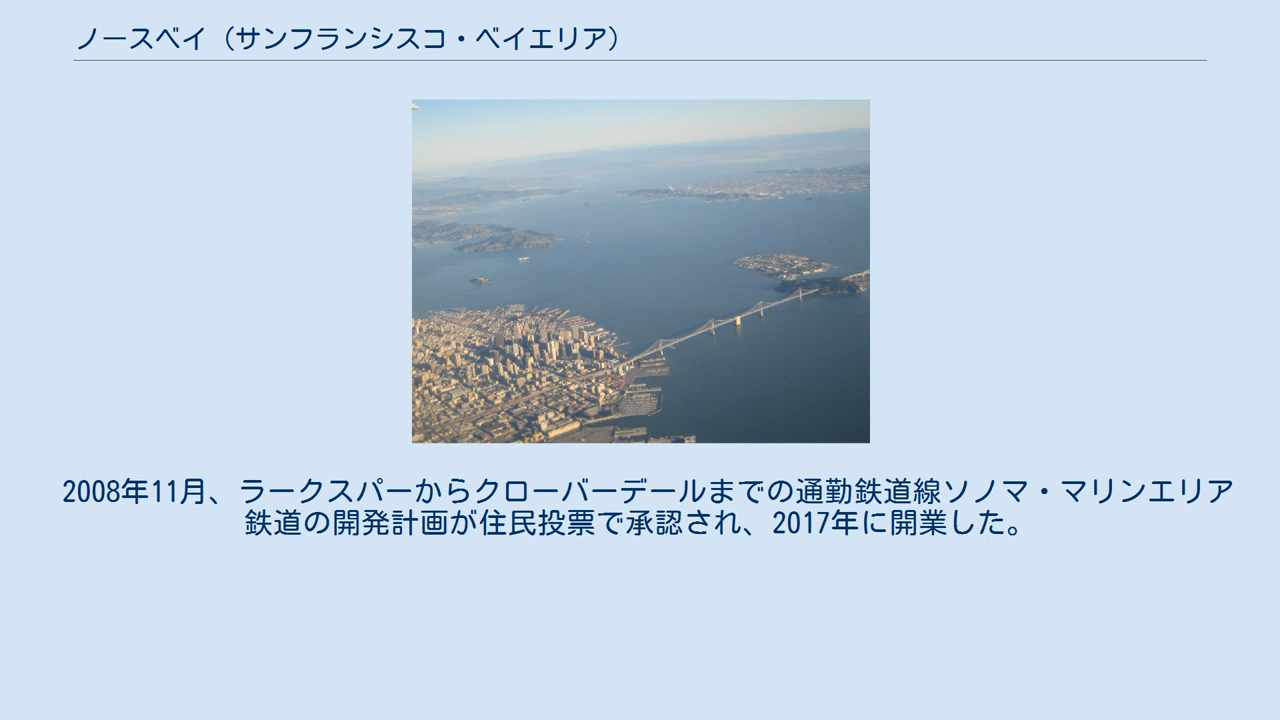 ノースベイ（サンフランシスコ・ベイエリア）
2008年11月、ラークスパーからクローバーデールまでの通勤鉄道線ソノマ・マリンエリア
鉄道の開発計画が住民投票で承認され、2017年に開業した。